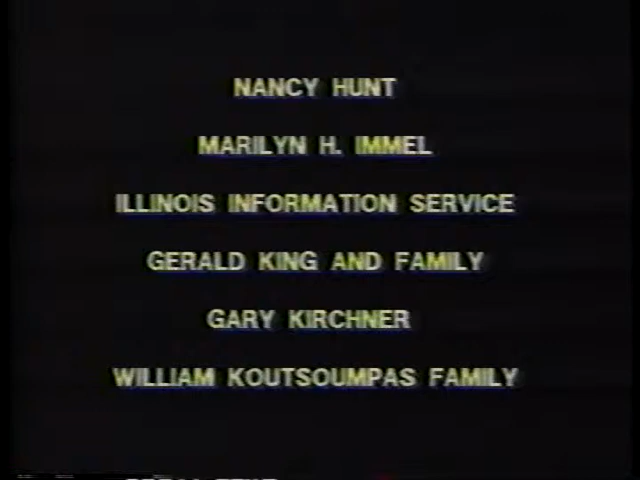 NANCY HUNT
MARILYN H. IMMEL
ILLINOIS INFORMATION SERVICE
GERALD KING AND FAMILY
GARY KIRCHNER
WILLIAM KOUTSOUMPAS FAMILY